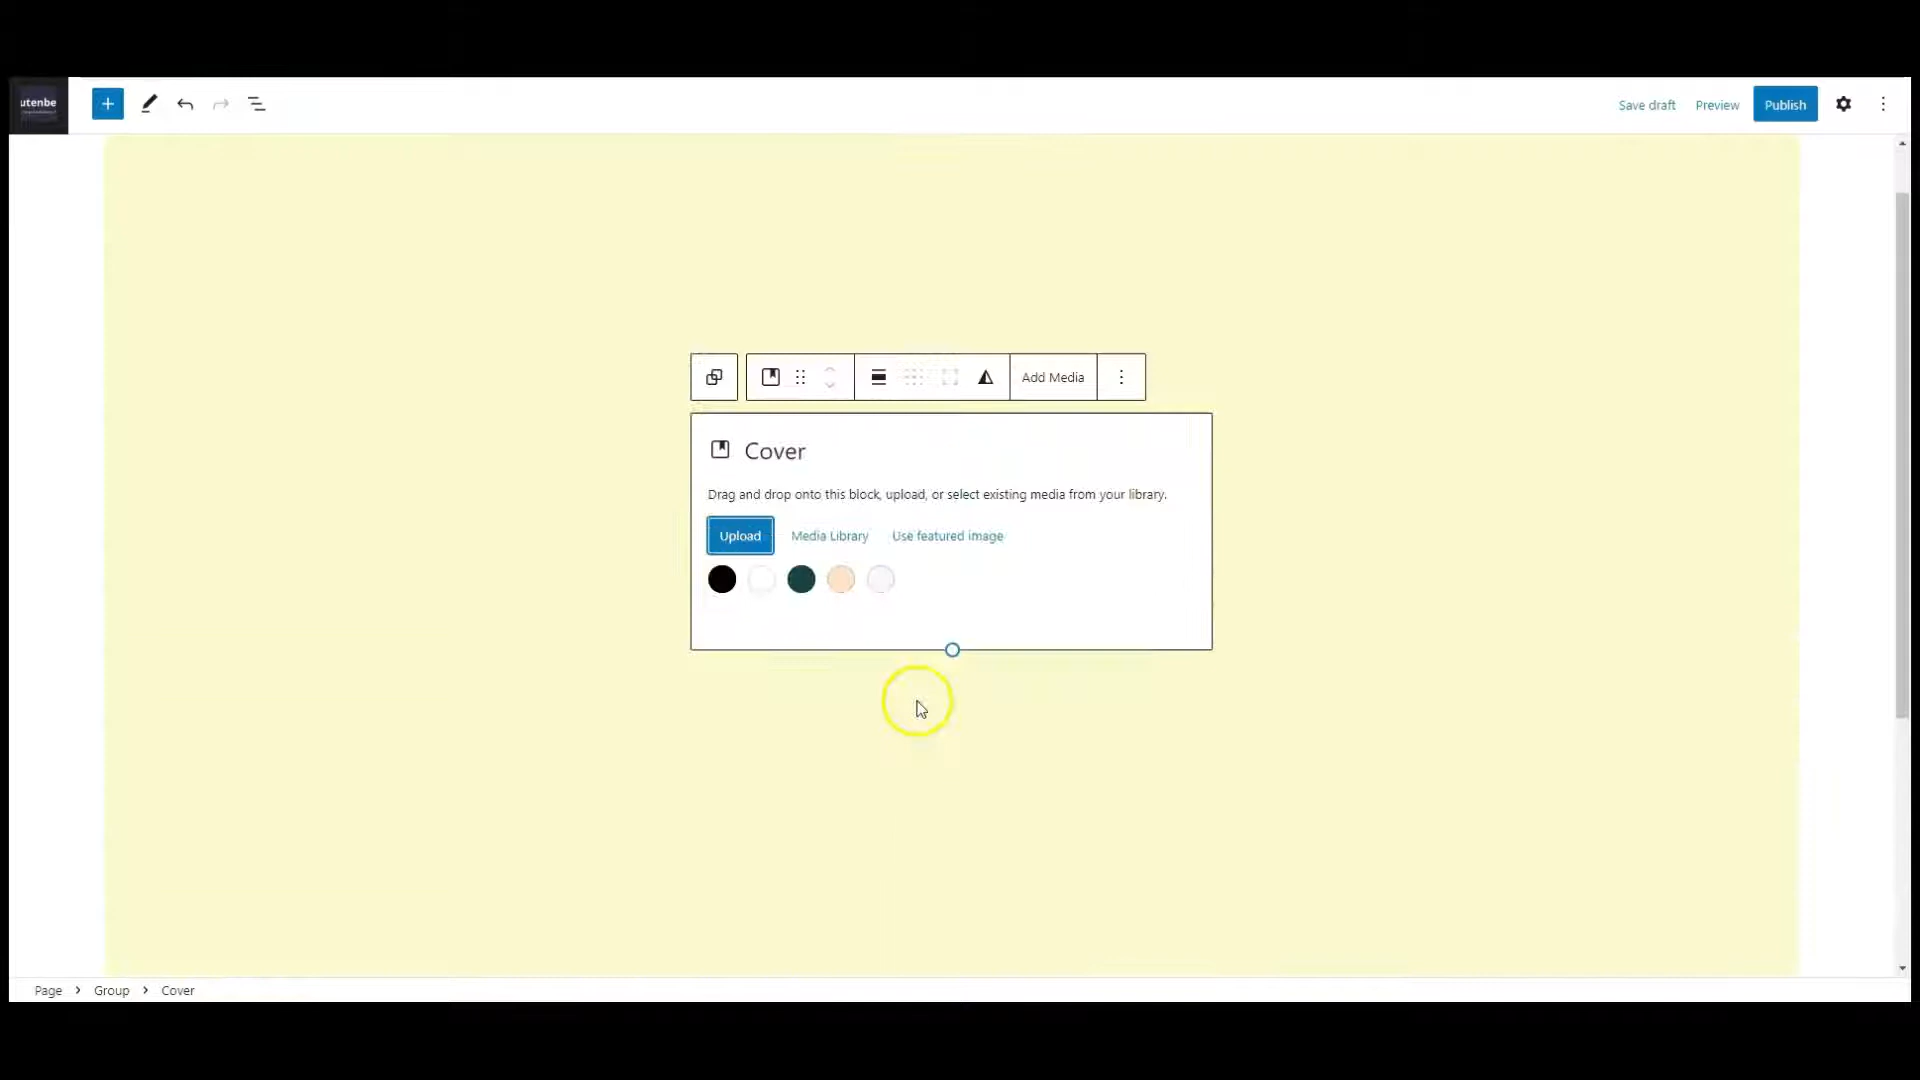 utenbe
Save draft
Preview
Publish
Add Media
Cover
Drag and drop onto this block, upload, or select existing media from your library.
Upload
Media Library
Use featured image
Page > Group > Cover